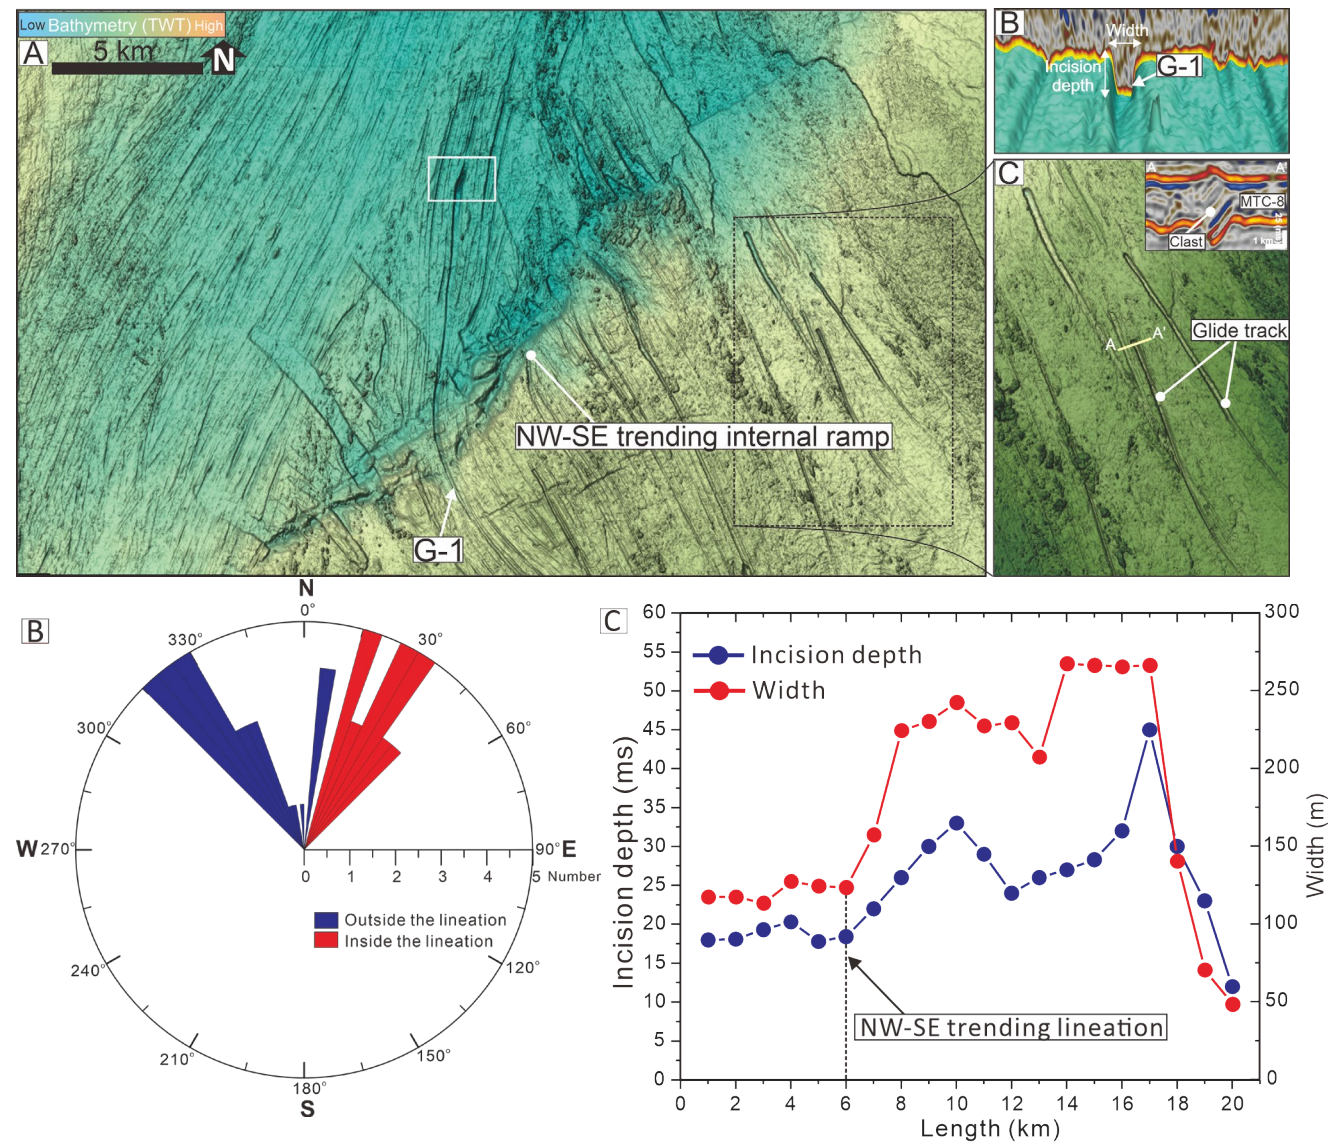 Low Bathymetry (TWT) High
A
5 km
N
NW-SE trending internal ramp
G-1
B
Width
Incision
depth
G-1
C
A
A'
MTC-8
Clast
1 km
A
A'
Glide track
B
N
0°
30°
60°
90° E
120°
150°
180°
S
210°
240°
W 270°
300°
330°
0 1 2 3 4 5 Number
Outside the lineation
Inside the lineation
C
Incision depth
Width
NW-SE trending lineation
Incision depth (ms)
60
55
50
45
40
35
30
25
20
15
10
5
0
Width (m)
300
250
200
150
100
50
0
0 2 4 6 8 10 12 14 16 18 20
Length (km)